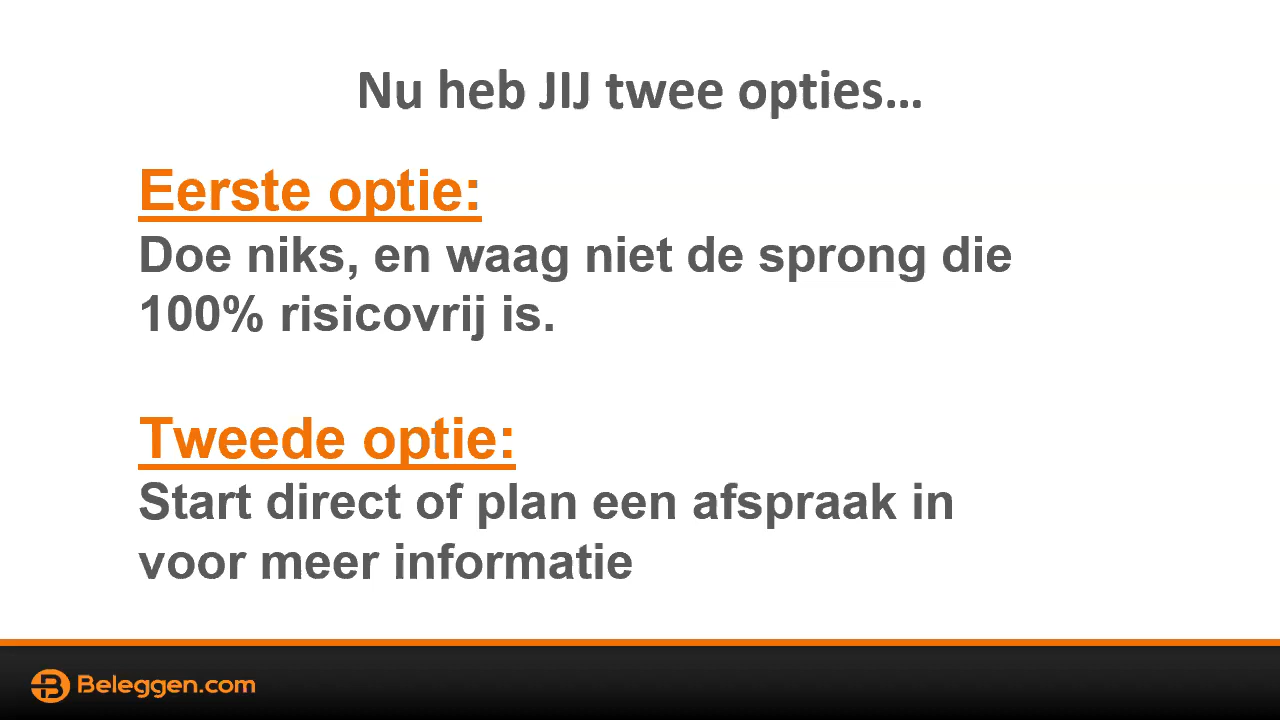 Nu heb JIJ twee opties...
Eerste optie:
Doe niks, en waag niet de sprong die
100% risicovrij is.
Tweede optie:
Start direct of plan een afspraak in
voor meer informatie
Beleggen.com